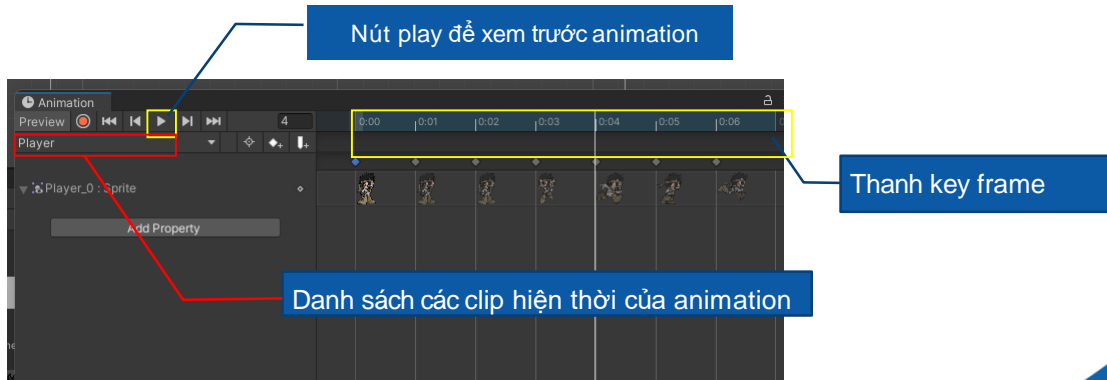 Nút play để xem trước animation
Animation
Preview
4
0:00 0:01 0:02 0:03 0:04 0:05 0:06
Player
Thanh key frame
Player_0 : Sprite
Add Property
Danh sách các clip hiện thời của animation